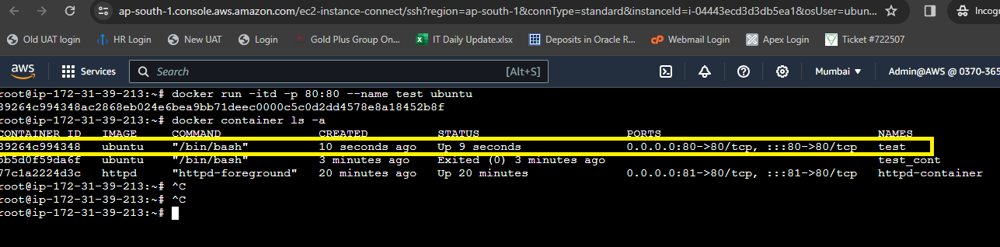 ap-south-1.console.aws.amazon.com/ec2-instance-connect/ssh?region=ap-south-1&connType=standard&instanceId=i-04443ecd3d3db5ea1&osUser=ubun...
Incog
Old UAT login HR Login New UAT Login Gold Plus Group On... IT Daily Update.xlsx Deposits in Oracle R... Webmail Login Apex Login Ticket #722507
aws Services Search [Alt+S] Mumbai Admin@AWS @ 0370-365
root@ip-172-31-39-213:~# docker run -itd -p 80:80 --name test ubuntu
39264c994348ac2868eb024e6bea9bb71deec0000c5c0d2dd4578e8a18452b8f
root@ip-172-31-39-213:~# docker container ls -a
CONTAINER ID IMAGE COMMAND CREATED STATUS PORTS NAMES
39264c994348 ubuntu "/bin/bash" 10 seconds ago Up 9 seconds 0.0.0.0:80->80/tcp, :::80->80/tcp test
5b5d0f59da6f ubuntu "/bin/bash" 3 minutes ago Exited (0) 3 minutes ago test_cont
77c1a2224d3c httpd "httpd-foreground" 20 minutes ago Up 20 minutes 0.0.0.0:81->80/tcp, :::81->80/tcp httpd-container
root@ip-172-31-39-213:~# ^C
root@ip-172-31-39-213:~# ^C
root@ip-172-31-39-213:~#